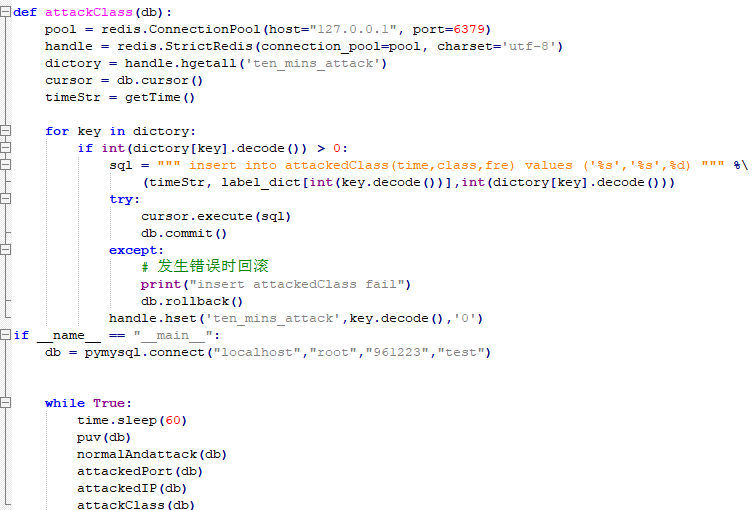 def attackClass(db):
    pool = redis.ConnectionPool(host="127.0.0.1", port=6379)
    handle = redis.StrictRedis(connection_pool=pool, charset='utf-8')
    dictory = handle.hgetall('ten_mins_attack')
    cursor = db.cursor()
    timeStr = getTime()

    for key in dictory:
        if int(dictory[key].decode()) > 0:
            sql = """ insert into attackedClass(time,class,fre) values ('%s','%s',%d) """ %\
                (timeStr, label_dict[int(key.decode())],int(dictory[key].decode()))
            try:
                cursor.execute(sql)
                db.commit()
            except:
                # 发生错误时回滚
                print("insert attackedClass fail")
                db.rollback()
            handle.hset('ten_mins_attack',key.decode(),'0')
if __name__ == "__main__":
    db = pymysql.connect("localhost","root","961223","test")


    while True:
        time.sleep(60)
        puv(db)
        normalAndattack(db)
        attackedPort(db)
        attackedIP(db)
        attackClass(db)